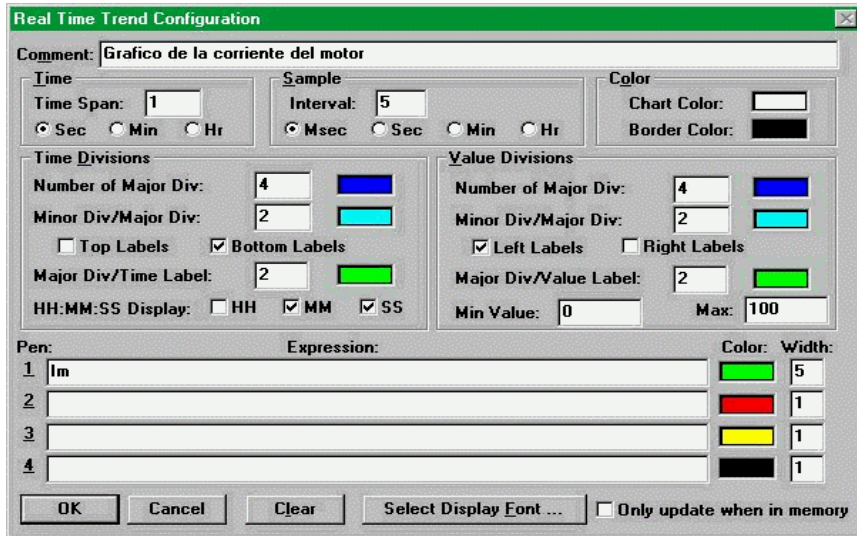 Real Time Trend Configuration
Comment: Grafico de la corriente del motor
Time
Time Span: 1
Sec Min Hr
Sample
Interval: 5
Msec Sec Min Hr
Color
Chart Color:
Border Color:
Time Divisions
Number of Major Div: 4
Minor Div/Major Div: 2
Top Labels Bottom Labels
Major Div/Time Label: 2
HH:MM:SS Display: HH MM SS
Value Divisions
Number of Major Div: 4
Minor Div/Major Div: 2
Left Labels Right Labels
Major Div/Value Label: 2
Min Value: 0 Max: 100
Pen: Expression: Color: Width:
1 Im 5
2 1
3 1
4 1
OK Cancel Clear Select Display Font ... Only update when in memory